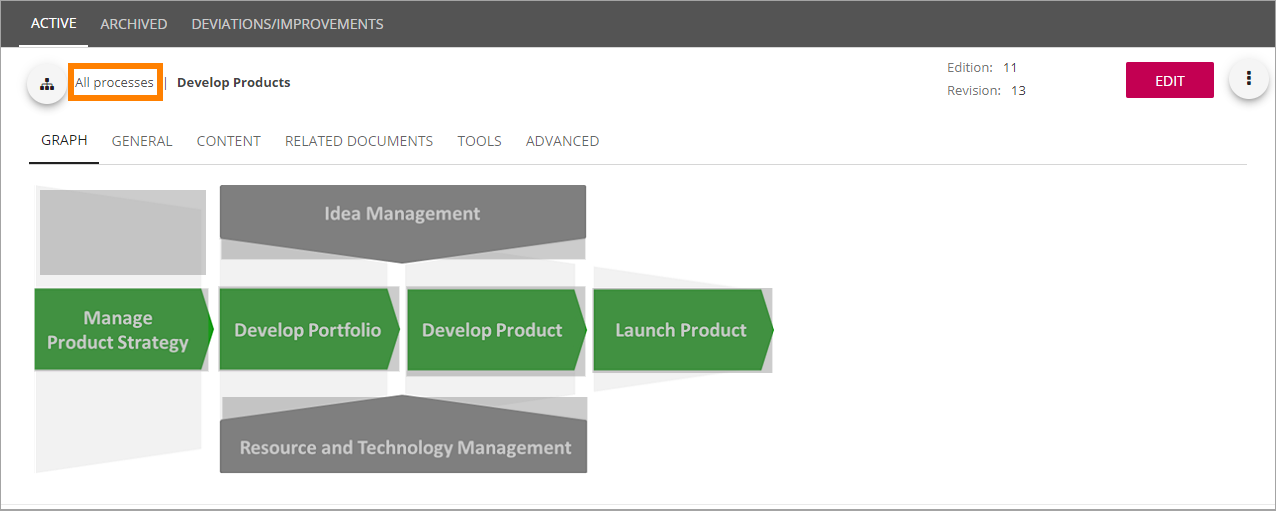 ACTIVE ARCHIVED DEVIATIONS/IMPROVEMENTS
All processes | Develop Products
Edition: 11
Revision: 13
EDIT
GRAPH GENERAL CONTENT RELATED DOCUMENTS TOOLS ADVANCED
Idea Management
Manage
Product Strategy
Develop Portfolio
Develop Product
Launch Product
Resource and Technology Management